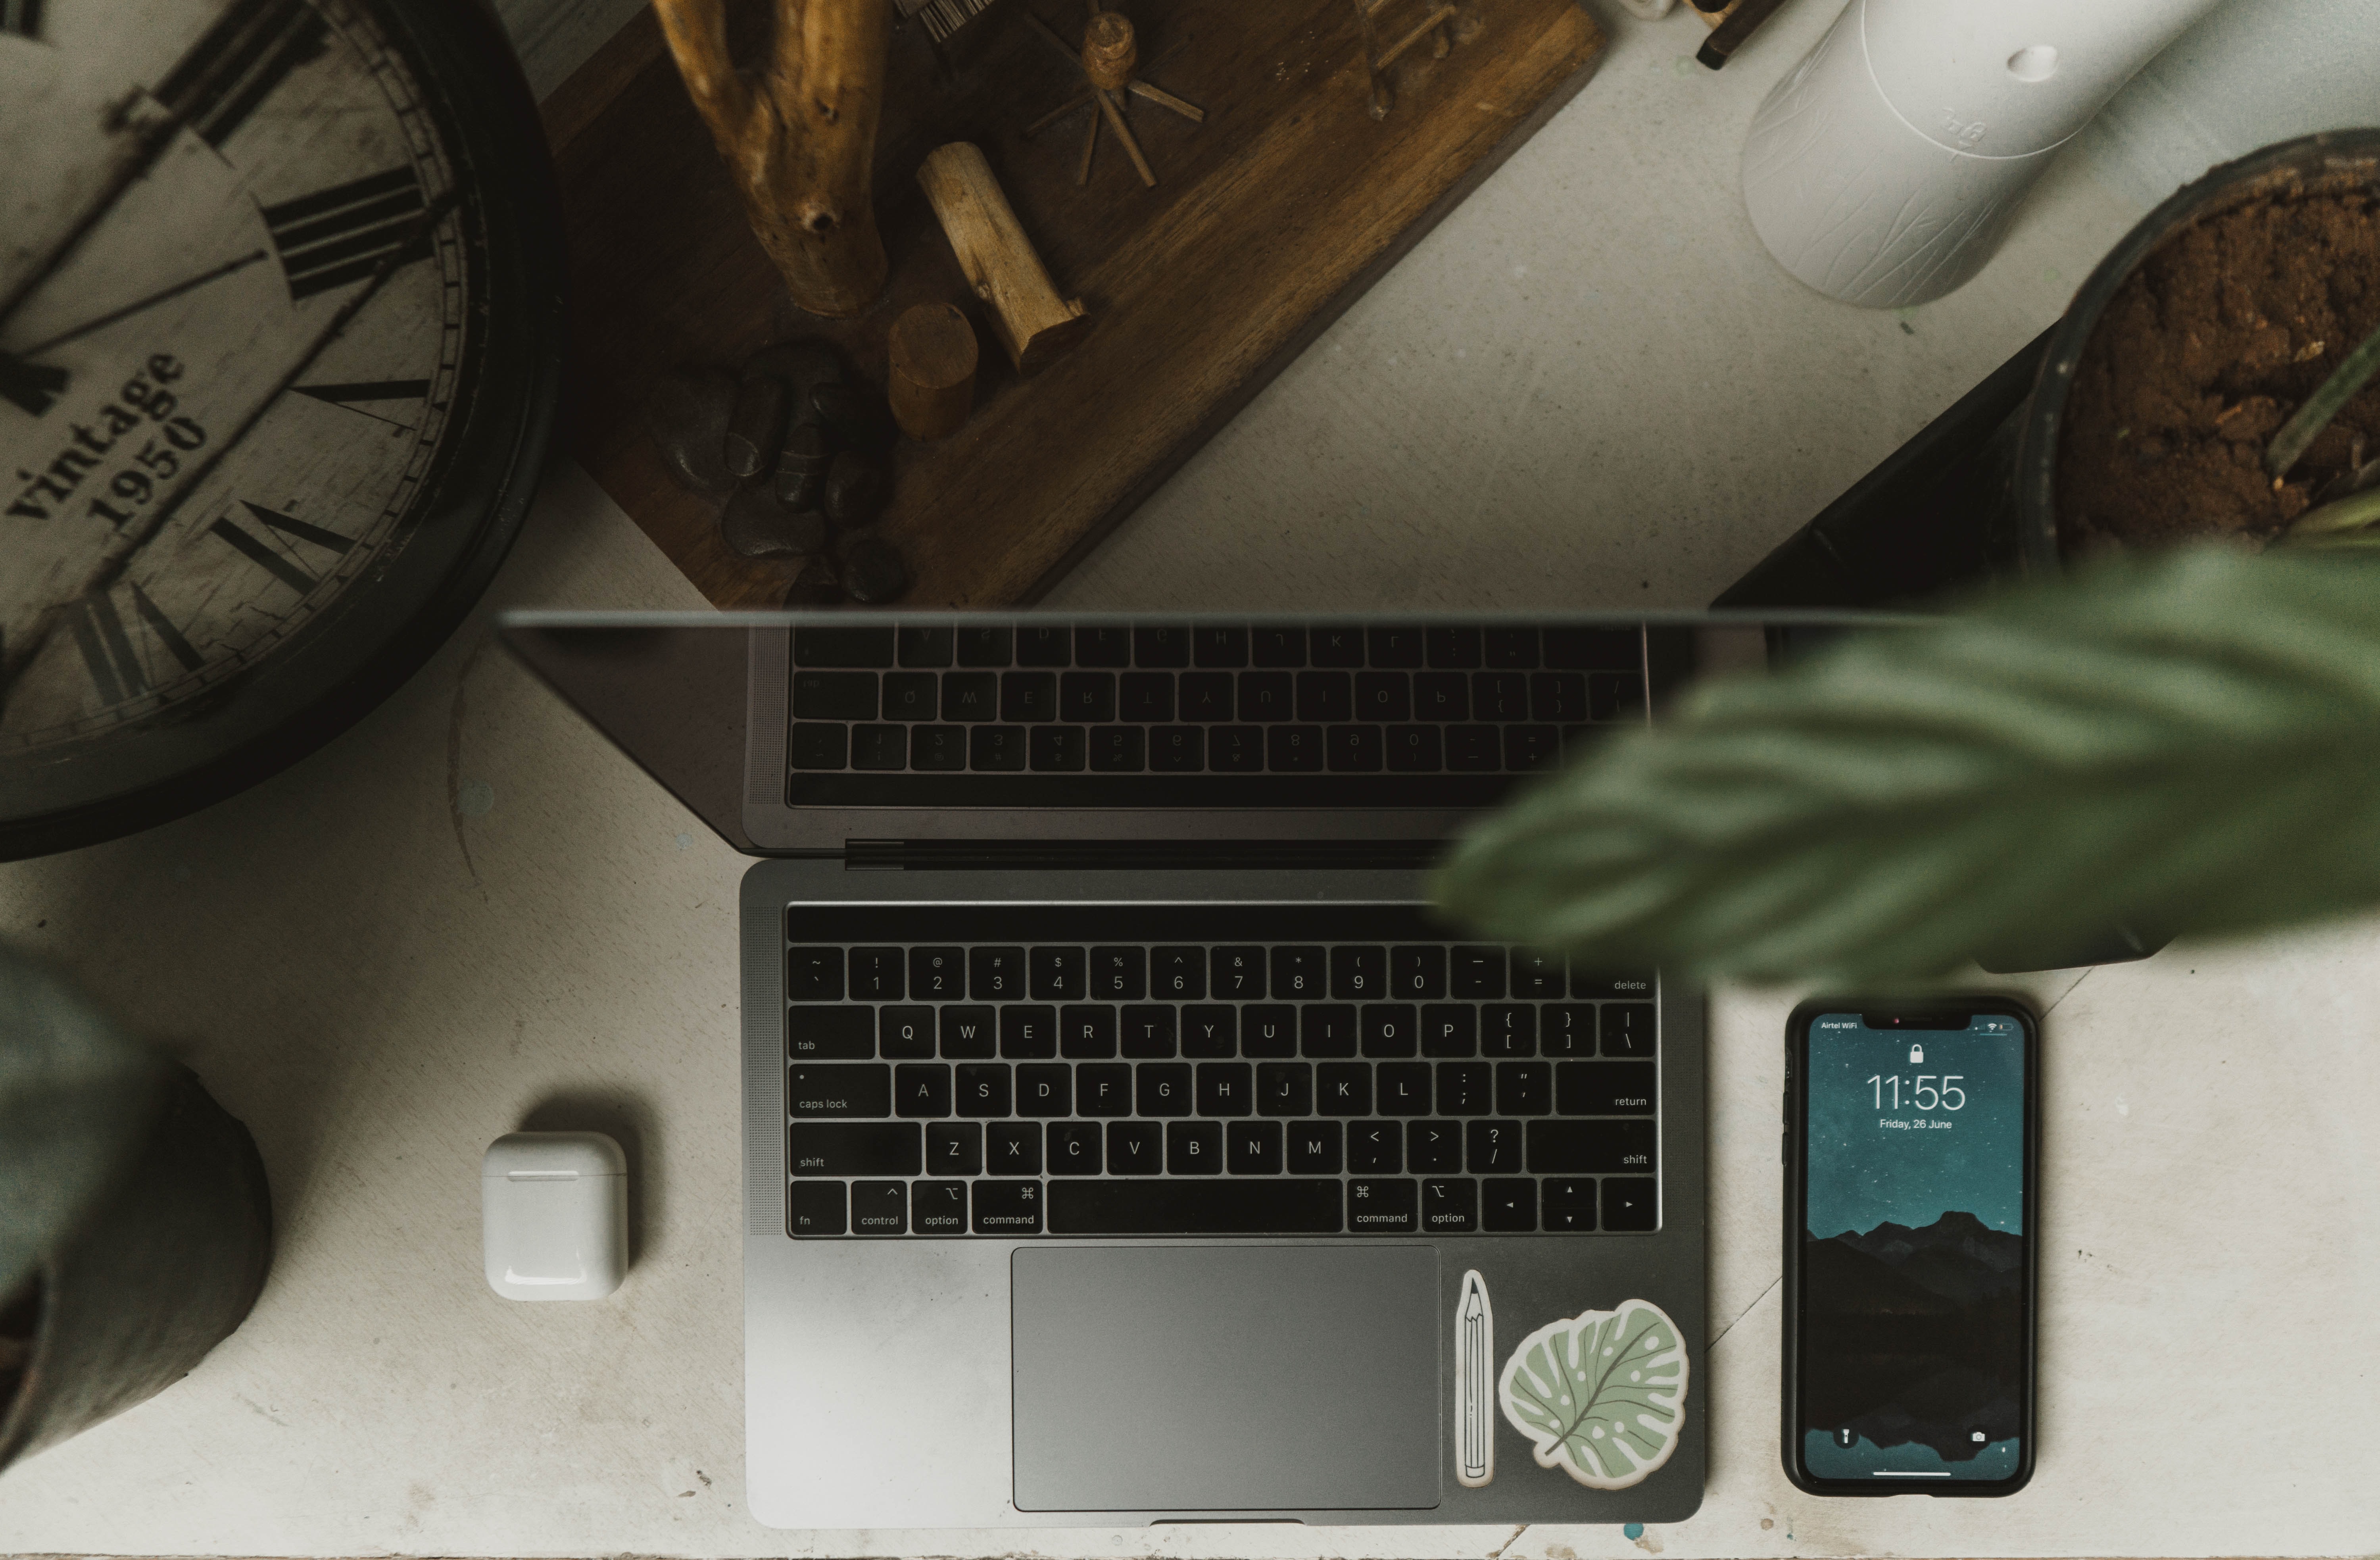 vintage
1950
~ ! @ # $ % ^ & * ( ) — +
` 1 2 3 4 5 6 7 8 9 0 - = delete
tab Q W E R T Y U I O P { [ } ] | \
caps lock A S D F G H J K L : ; " ' return
shift Z X C V B N M < , > . ? / shift
fn ^ control ⌥ option ⌘ command ⌘ command ⌥ option ◂ ▴ ▾ ▸
Airtel WiFi
11:55
Friday, 26 June